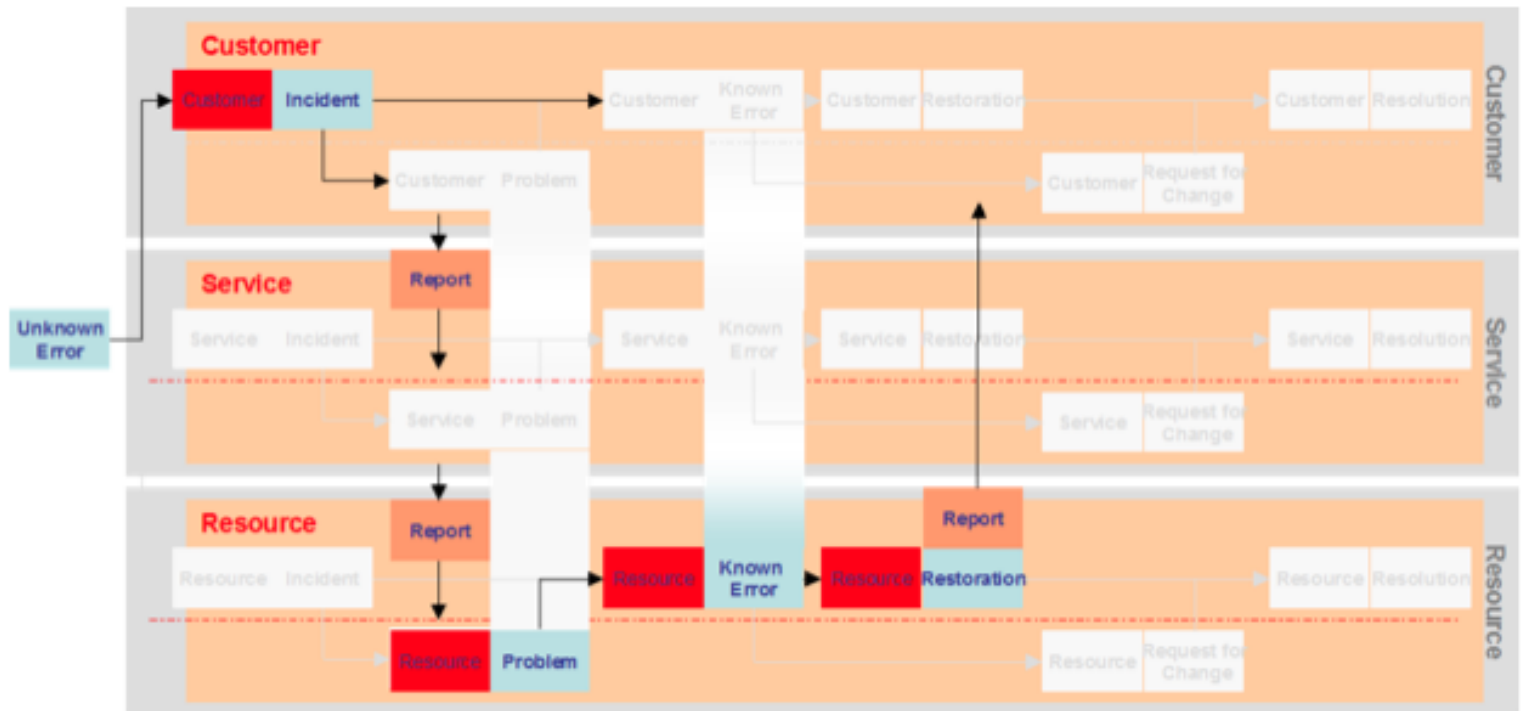 Customer
Customer Incident
Customer Known Error
Customer Restoration
Customer Resolution
Customer Problem
Customer Request for Change
Customer
Service
Report
Unknown Error
Service Incident
Service Known Error
Service Restoration
Service Resolution
Service Problem
Service Request for Change
Service
Resource
Report
Report
Resource Incident
Resource Known Error
Resource Restoration
Resource Resolution
Resource Problem
Resource Request for Change
Resource